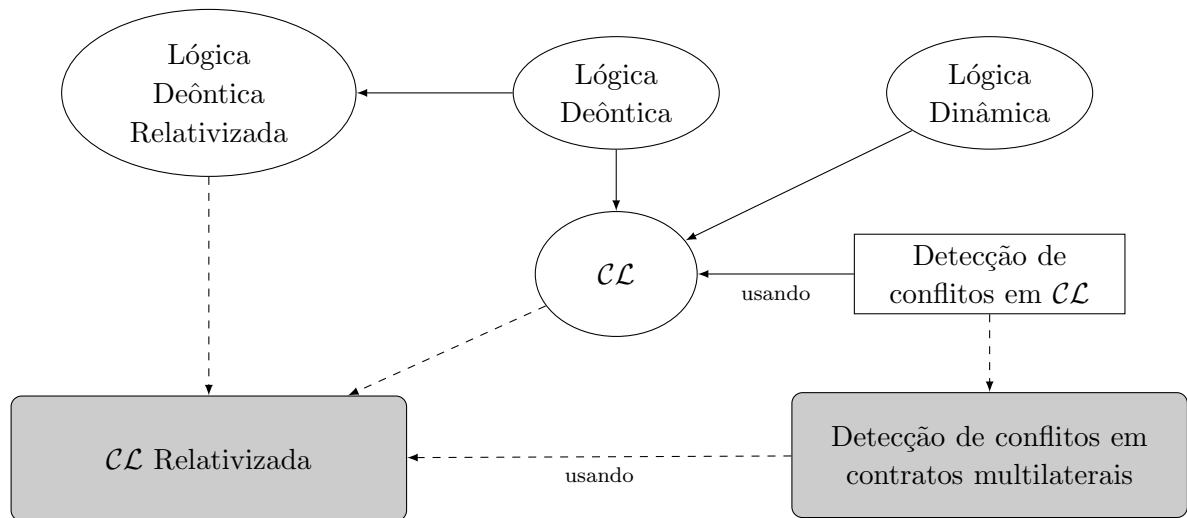 Lógica
Deôntica
Relativizada
Lógica
Deôntica
Lógica
Dinâmica
𝒞ℒ
usando
Detecção de
conflitos em 𝒞ℒ
𝒞ℒ Relativizada
usando
Detecção de conflitos em
contratos multilaterais